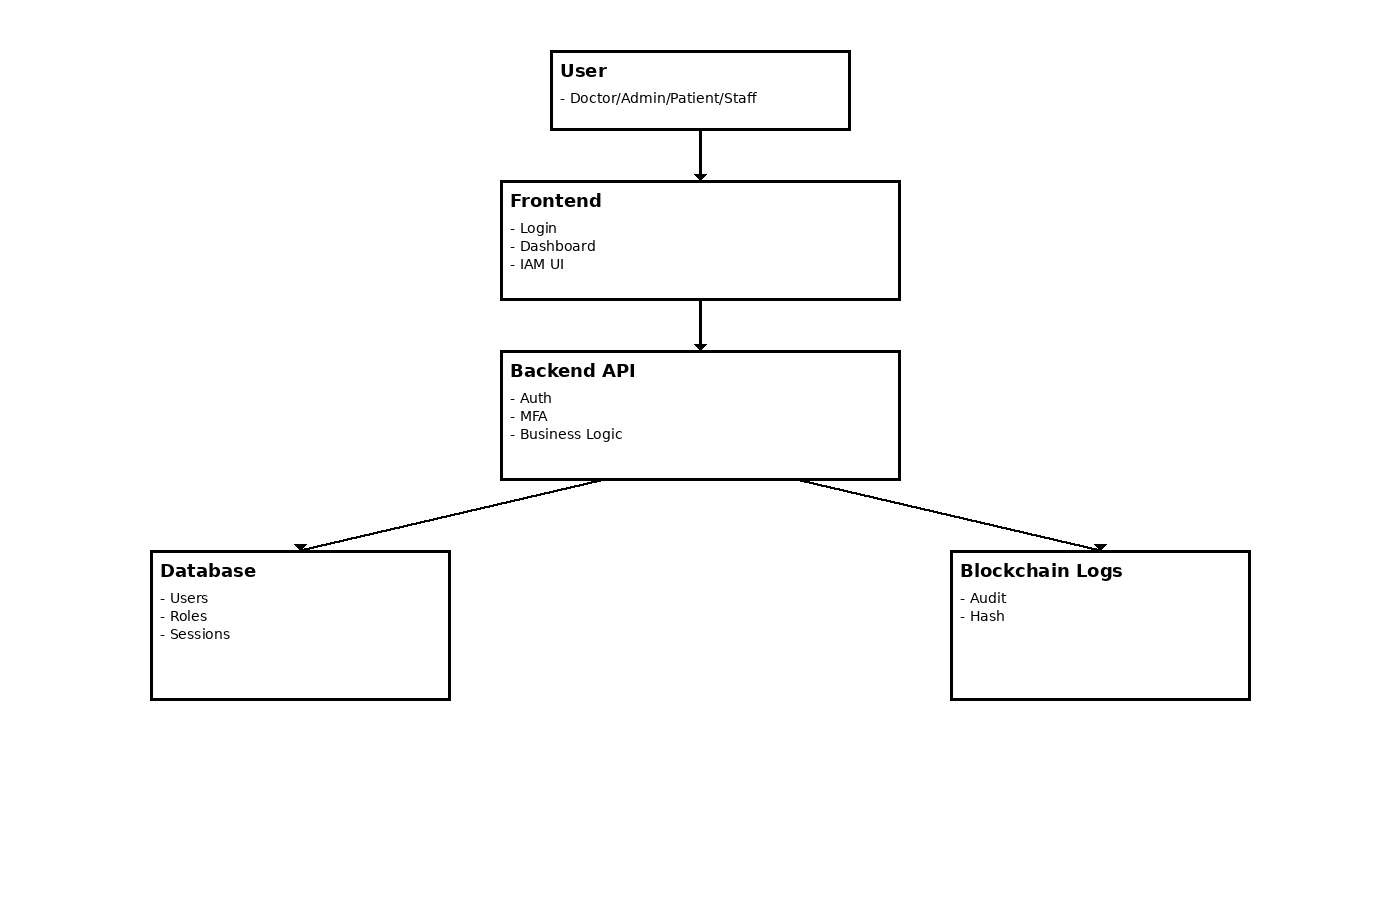 User
- Doctor/Admin/Patient/Staff
Frontend
- Login
- Dashboard
- IAM UI
Backend API
- Auth
- MFA
- Business Logic
Database
- Users
- Roles
- Sessions
Blockchain Logs
- Audit
- Hash